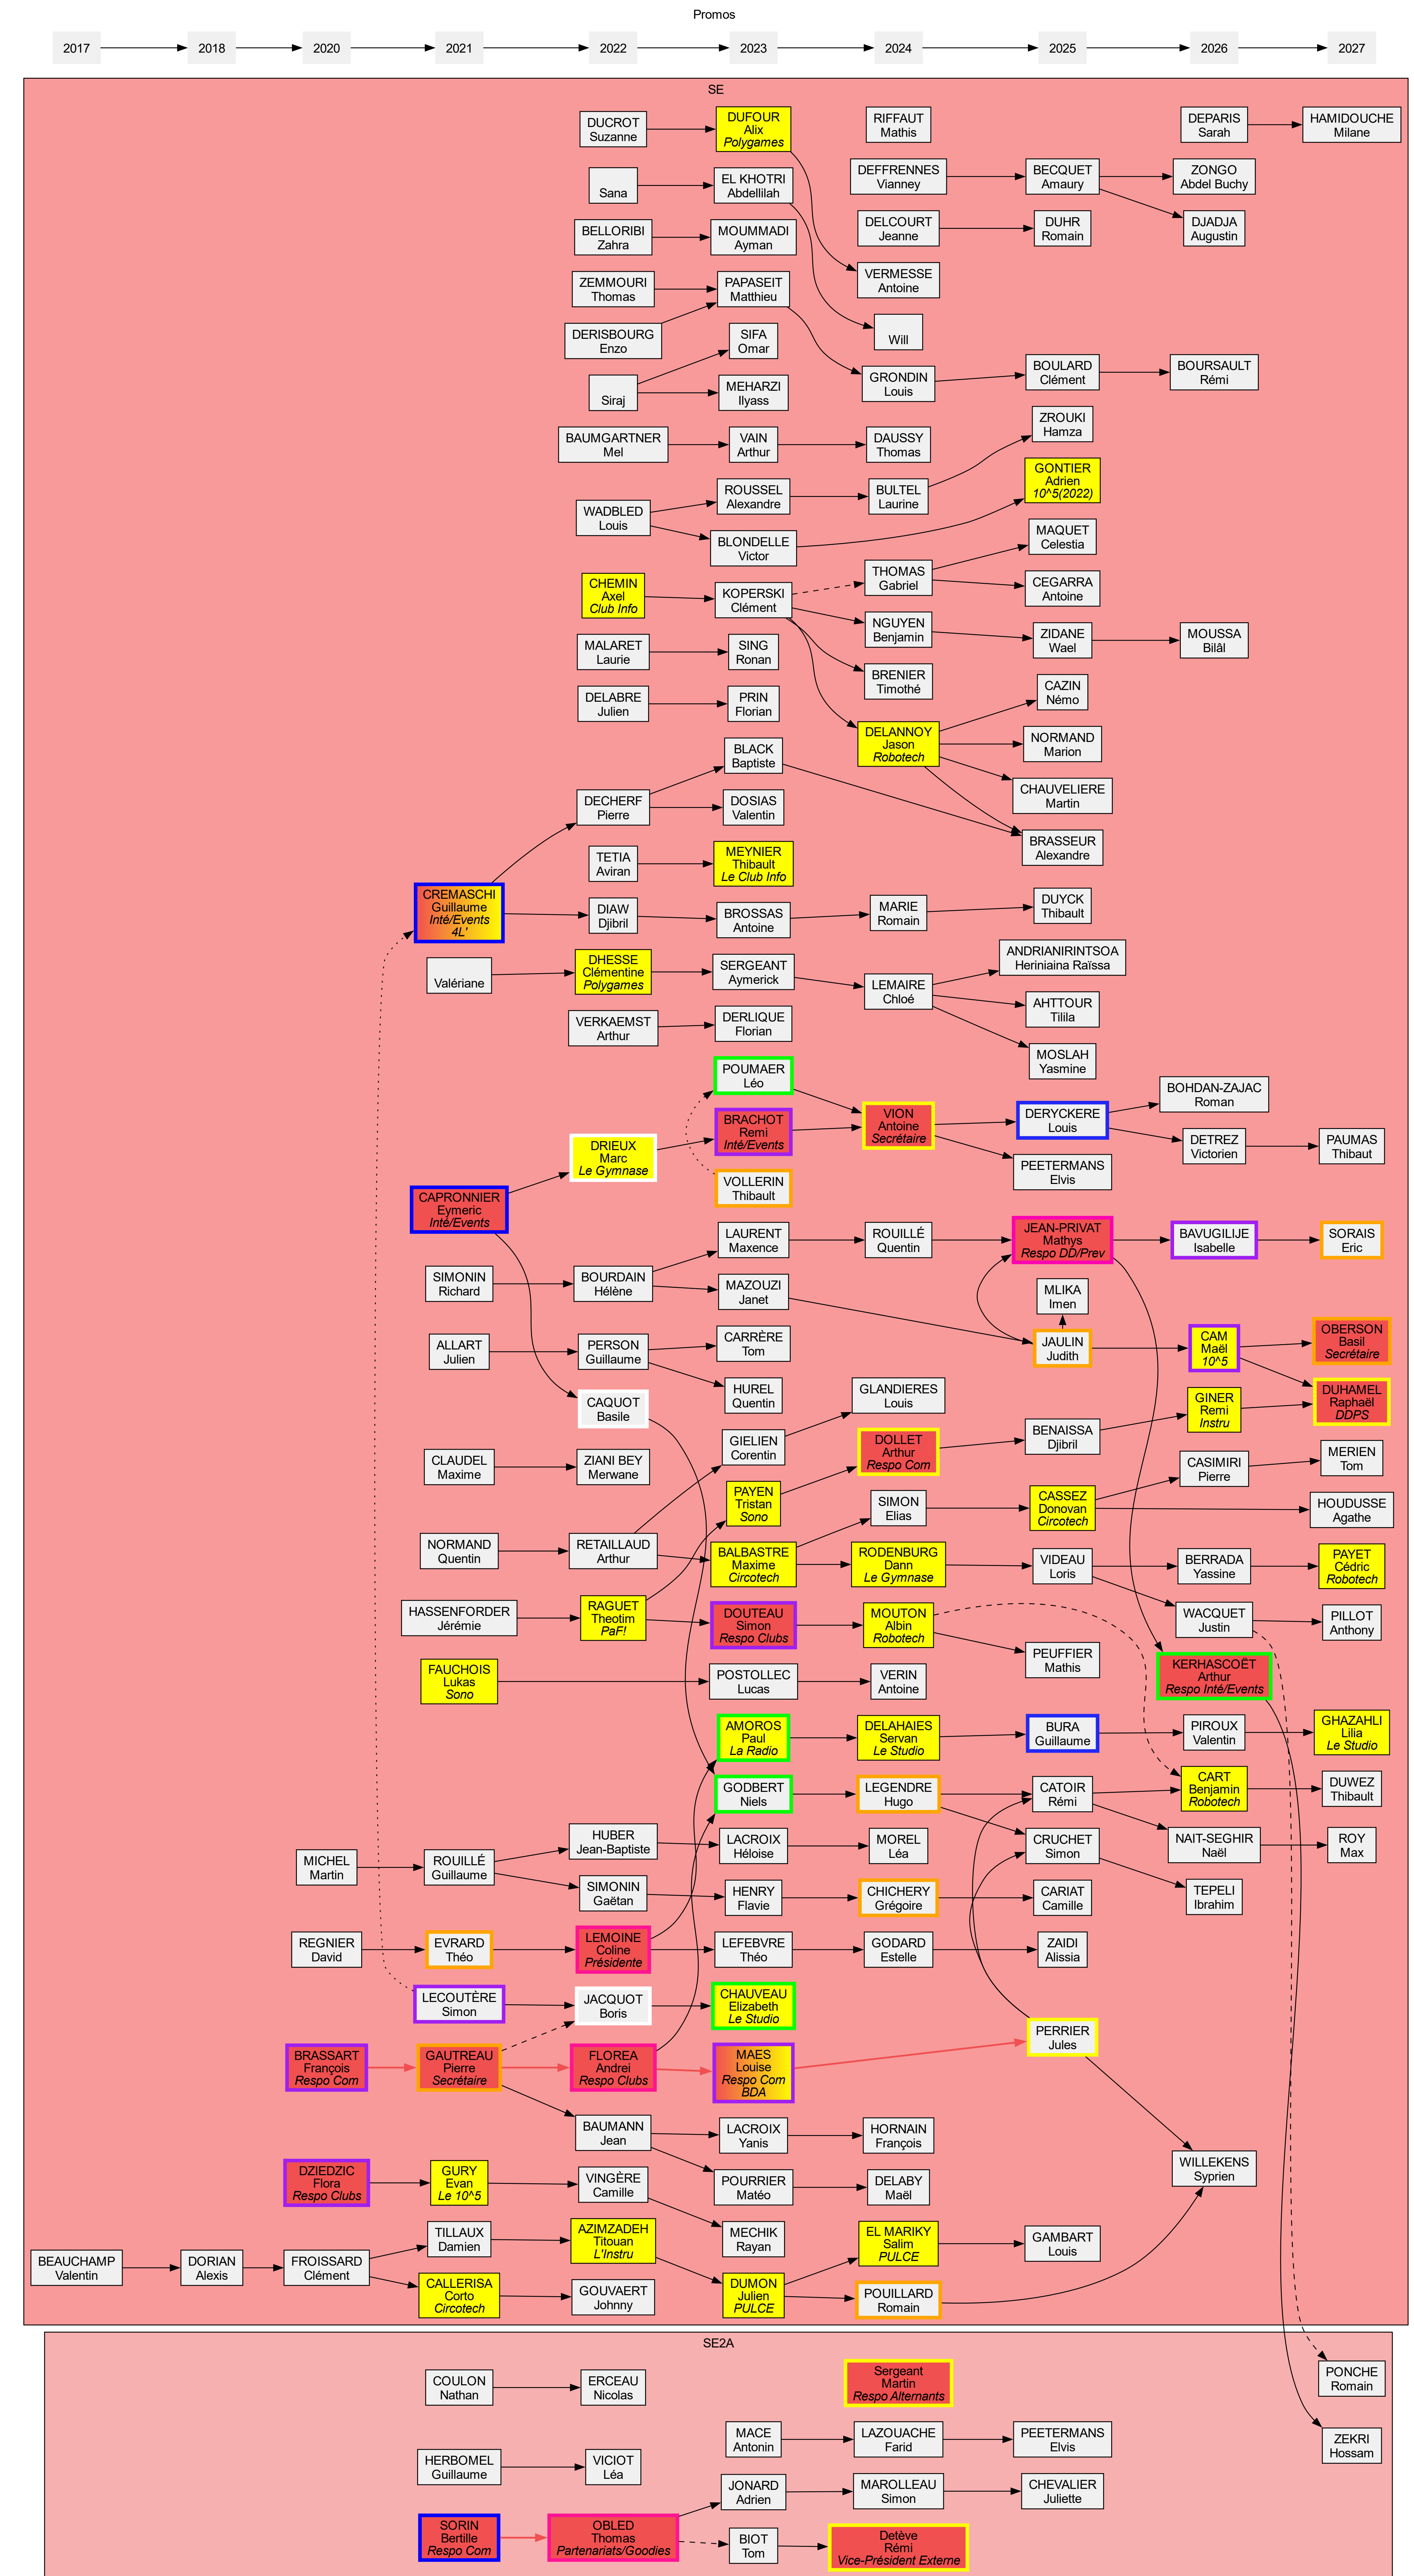 Promos
2017
2018
2020
2021
2022
2023
2024
2025
2026
2027
SE
DUCROT
Suzanne
DUFOUR
Alix
Polygames
RIFFAUT
Mathis
DEPARIS
Sarah
HAMIDOUCHE
Milane
Sana
EL KHOTRI
Abdellilah
DEFFRENNES
Vianney
BECQUET
Amaury
ZONGO
Abdel Buchy
BELLORIBI
Zahra
MOUMMADI
Ayman
DELCOURT
Jeanne
DUHR
Romain
DJADJA
Augustin
ZEMMOURI
Thomas
PAPASEIT
Matthieu
VERMESSE
Antoine
DERISBOURG
Enzo
SIFA
Omar
Will
Siraj
MEHARZI
Ilyass
GRONDIN
Louis
BOULARD
Clément
BOURSAULT
Rémi
BAUMGARTNER
Mel
VAIN
Arthur
DAUSSY
Thomas
ZROUKI
Hamza
WADBLED
Louis
ROUSSEL
Alexandre
BULTEL
Laurine
GONTIER
Adrien
10^5(2022)
BLONDELLE
Victor
MAQUET
Celestia
CHEMIN
Axel
Club Info
KOPERSKI
Clément
THOMAS
Gabriel
CEGARRA
Antoine
MALARET
Laurie
SING
Ronan
NGUYEN
Benjamin
ZIDANE
Wael
MOUSSA
Bilâl
DELABRE
Julien
PRIN
Florian
BRENIER
Timothé
CAZIN
Némo
BLACK
Baptiste
DELANNOY
Jason
Robotech
NORMAND
Marion
DECHERF
Pierre
DOSIAS
Valentin
CHAUVELIERE
Martin
TETIA
Aviran
MEYNIER
Thibault
Le Club Info
BRASSEUR
Alexandre
CREMASCHI
Guillaume
Inté/Events
4L'
DIAW
Djibril
BROSSAS
Antoine
MARIE
Romain
DUYCK
Thibault
Valériane
DHESSE
Clémentine
Polygames
SERGEANT
Aymerick
LEMAIRE
Chloé
ANDRIANIRINTSOA
Heriniaina Raïssa
VERKAEMST
Arthur
DERLIQUE
Florian
AHTTOUR
Tilila
MOSLAH
Yasmine
POUMAER
Léo
BOHDAN-ZAJAC
Roman
DRIEUX
Marc
Le Gymnase
BRACHOT
Remi
Inté/Events
VION
Antoine
Secrétaire
DERYCKERE
Louis
DETREZ
Victorien
PAUMAS
Thibaut
VOLLERIN
Thibault
PEETERMANS
Elvis
CAPRONNIER
Eymeric
Inté/Events
LAURENT
Maxence
ROUILLÉ
Quentin
JEAN-PRIVAT
Mathys
Respo DD/Prev
BAVUGILIJE
Isabelle
SORAIS
Eric
SIMONIN
Richard
BOURDAIN
Hélène
MAZOUZI
Janet
MLIKA
Imen
ALLART
Julien
PERSON
Guillaume
CARRÈRE
Tom
JAULIN
Judith
CAM
Maël
10^5
OBERSON
Basil
Secrétaire
CAQUOT
Basile
HUREL
Quentin
GLANDIERES
Louis
GINER
Remi
Instru
DUHAMEL
Raphaël
DDPS
CLAUDEL
Maxime
ZIANI BEY
Merwane
GIELIEN
Corentin
DOLLET
Arthur
Respo Com
BENAISSA
Djibril
CASIMIRI
Pierre
MERIEN
Tom
PAYEN
Tristan
Sono
SIMON
Elias
CASSEZ
Donovan
Circotech
HOUDUSSE
Agathe
NORMAND
Quentin
RETAILLAUD
Arthur
BALBASTRE
Maxime
Circotech
RODENBURG
Dann
Le Gymnase
VIDEAU
Loris
BERRADA
Yassine
PAYET
Cédric
Robotech
HASSENFORDER
Jérémie
RAGUET
Theotim
PaF!
DOUTEAU
Simon
Respo Clubs
MOUTON
Albin
Robotech
PEUFFIER
Mathis
WACQUET
Justin
PILLOT
Anthony
FAUCHOIS
Lukas
Sono
POSTOLLEC
Lucas
VERIN
Antoine
KERHASCOËT
Arthur
Respo Inté/Events
AMOROS
Paul
La Radio
DELAHAIES
Servan
Le Studio
BURA
Guillaume
PIROUX
Valentin
GHAZAHLI
Lilia
Le Studio
GODBERT
Niels
LEGENDRE
Hugo
CATOIR
Rémi
CART
Benjamin
Robotech
DUWEZ
Thibault
HUBER
Jean-Baptiste
LACROIX
Héloise
MOREL
Léa
CRUCHET
Simon
NAIT-SEGHIR
Naël
ROY
Max
MICHEL
Martin
ROUILLÉ
Guillaume
SIMONIN
Gaëtan
HENRY
Flavie
CHICHERY
Grégoire
CARIAT
Camille
TEPELI
Ibrahim
REGNIER
David
EVRARD
Théo
LEMOINE
Coline
Présidente
LEFEBVRE
Théo
GODARD
Estelle
ZAIDI
Alissia
LECOUTÈRE
Simon
JACQUOT
Boris
CHAUVEAU
Elizabeth
Le Studio
PERRIER
Jules
BRASSART
François
Respo Com
GAUTREAU
Pierre
Secrétaire
FLOREA
Andrei
Respo Clubs
MAES
Louise
Respo Com
BDA
BAUMANN
Jean
LACROIX
Yanis
HORNAIN
François
WILLEKENS
Syprien
DZIEDZIC
Flora
Respo Clubs
GURY
Evan
Le 10^5
VINGÈRE
Camille
POURRIER
Matéo
DELABY
Maël
TILLAUX
Damien
AZIMZADEH
Titouan
L'Instru
MECHIK
Rayan
EL MARIKY
Salim
PULCE
GAMBART
Louis
BEAUCHAMP
Valentin
DORIAN
Alexis
FROISSARD
Clément
CALLERISA
Corto
Circotech
GOUVAERT
Johnny
DUMON
Julien
PULCE
POUILLARD
Romain
SE2A
COULON
Nathan
ERCEAU
Nicolas
Sergeant
Martin
Respo Alternants
PONCHE
Romain
MACE
Antonin
LAZOUACHE
Farid
PEETERMANS
Elvis
ZEKRI
Hossam
HERBOMEL
Guillaume
VICIOT
Léa
JONARD
Adrien
MAROLLEAU
Simon
CHEVALIER
Juliette
SORIN
Bertille
Respo Com
OBLED
Thomas
Partenariats/Goodies
BIOT
Tom
Detève
Rémi
Vice-Président Externe